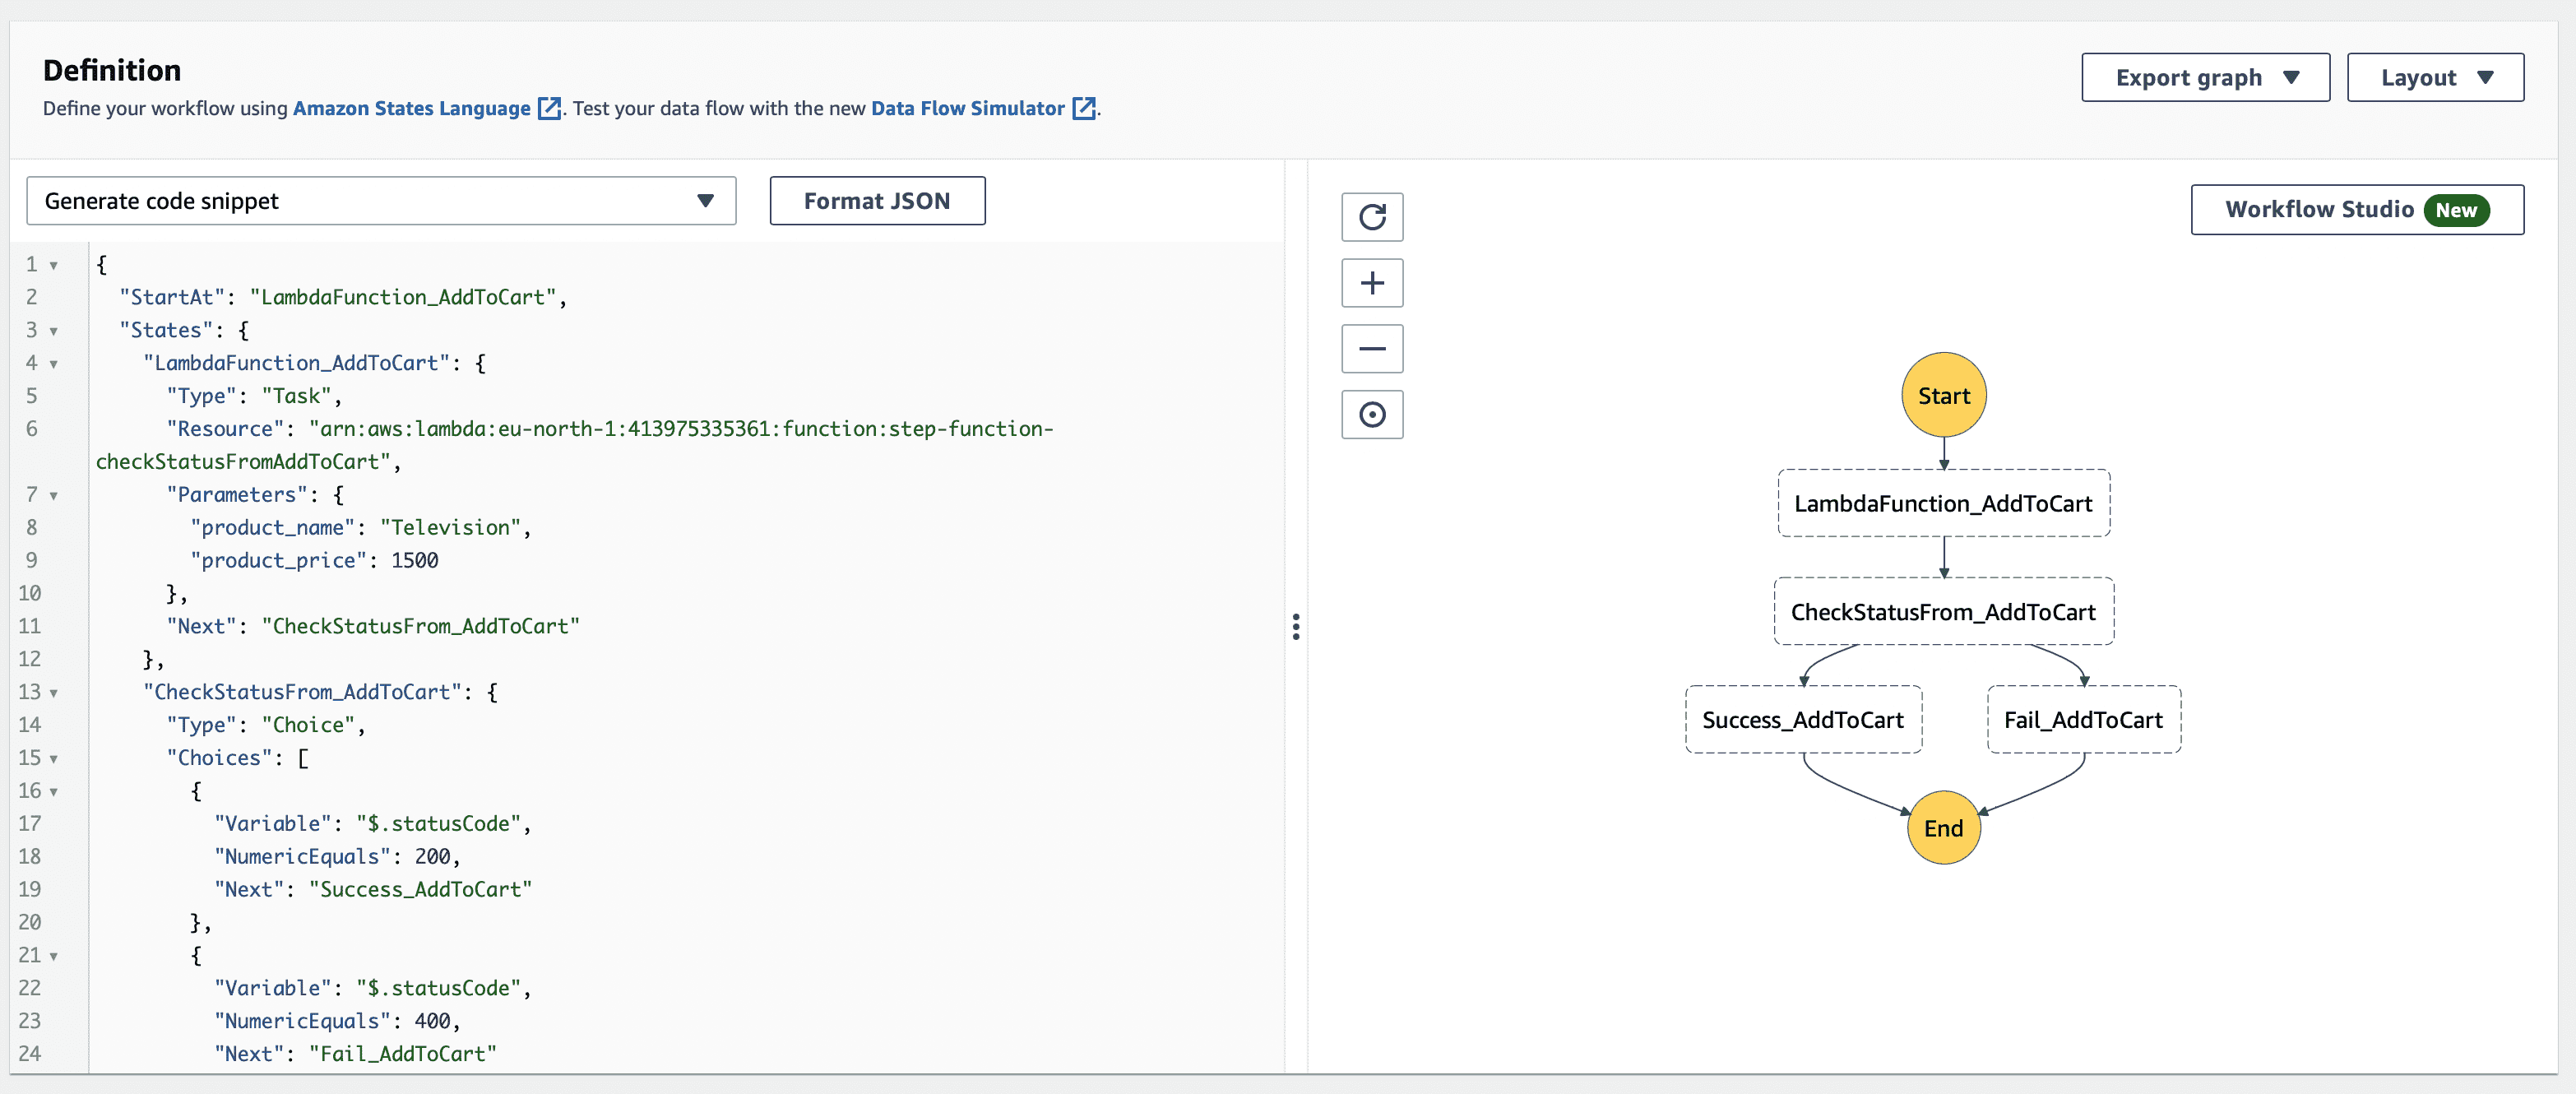 Definition
Define your workflow using Amazon States Language. Test your data flow with the new Data Flow Simulator.
Export graph
Layout
Generate code snippet
Format JSON
1 {
2 "StartAt": "LambdaFunction_AddToCart",
3 "States": {
4 "LambdaFunction_AddToCart": {
5 "Type": "Task",
6 "Resource": "arn:aws:lambda:eu-north-1:413975335361:function:step-function-
checkStatusFromAddToCart",
7 "Parameters": {
8 "product_name": "Television",
9 "product_price": 1500
10 },
11 "Next": "CheckStatusFrom_AddToCart"
12 },
13 "CheckStatusFrom_AddToCart": {
14 "Type": "Choice",
15 "Choices": [
16 {
17 "Variable": "$.statusCode",
18 "NumericEquals": 200,
19 "Next": "Success_AddToCart"
20 },
21 {
22 "Variable": "$.statusCode",
23 "NumericEquals": 400,
24 "Next": "Fail_AddToCart"
Workflow Studio New
Start
LambdaFunction_AddToCart
CheckStatusFrom_AddToCart
Success_AddToCart
Fail_AddToCart
End